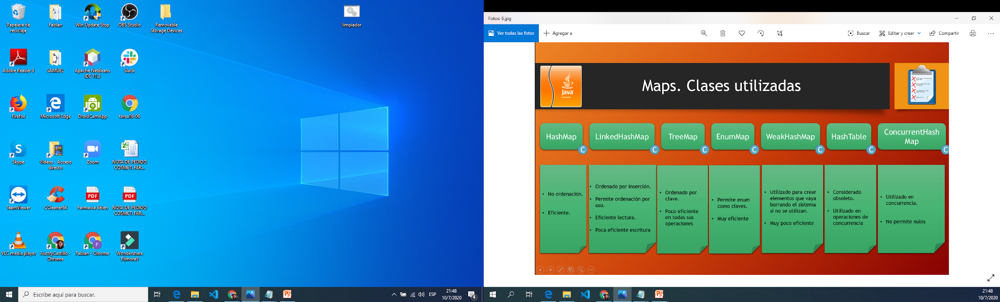 Papelera de
reciclaje
Fabian
Win Update Stop
OBS Studio
Removable
Storage Devices
limpiador
Adobe Reader 9
SAMUEL
Apache NetBeans
IDE 11.3
Slack
Firefox
Microsoft Edge
DroidCamApp
tarea16-06
Skype
Vídeos - Acceso
directo
Zoom
NOTA DE PEDIDO
COSMET. FAR...
TeamViewer
CCleaner64
PDF
Farmacia Belen
PDF
NOTA DE PEDIDO
COSMET. FAR...
VLC media player
AustryCastillo -
Chrome
F
Fabian - Chrome
Wondershare
Filmora9
Escribe aquí para buscar.
ESP
21:48
10/7/2020
4
Fotos: 6.jpg
Ver todas las fotos
Agregar a
Buscar
Editar y crear
Compartir
Java
Maps. Clases utilizadas
HashMap
C
LinkedHashMap
C
TreeMap
C
EnumMap
C
WeakHashMap
C
HashTable
C
ConcurrentHash
Map
C
• No ordenación.
• Eficiente.
• Ordenado por inserción.
• Permite ordenación por
uso.
• Eficiente lectura.
• Poca eficiente escritura
• Ordenado por
clave.
• Poco eficiente
en todas sus
operaciones
• Permite enum
como claves.
• Muy eficiente
• Utilizado para crear
elementos que vaya
borrando el sistema
si no se utilizan.
• Muy poco eficiente
• Considerado
obsoleto.
• Utilizado en
operaciones de
concurrencia
• Utilizado en
concurrencia.
• No permite nulos
21:48
10/7/2020